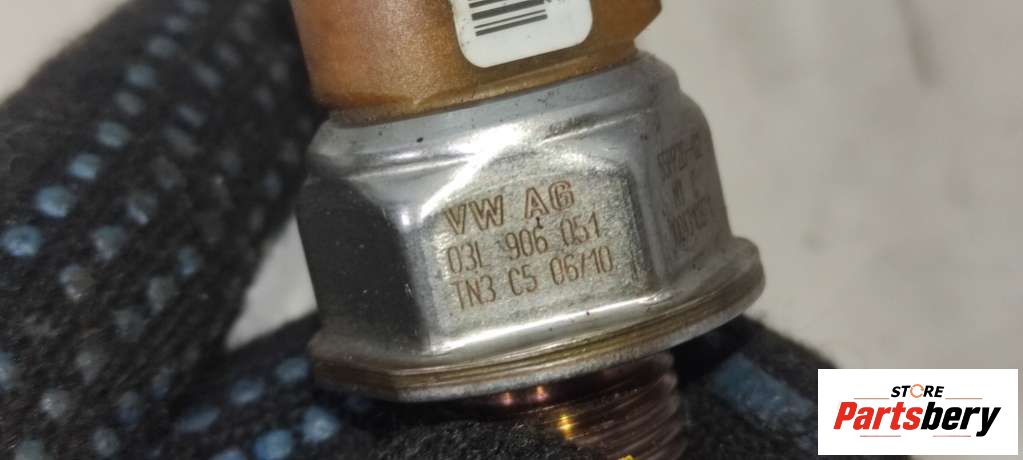 VW AG
03L 906 051
TN3 C5 06/10
STORE
Partsbery